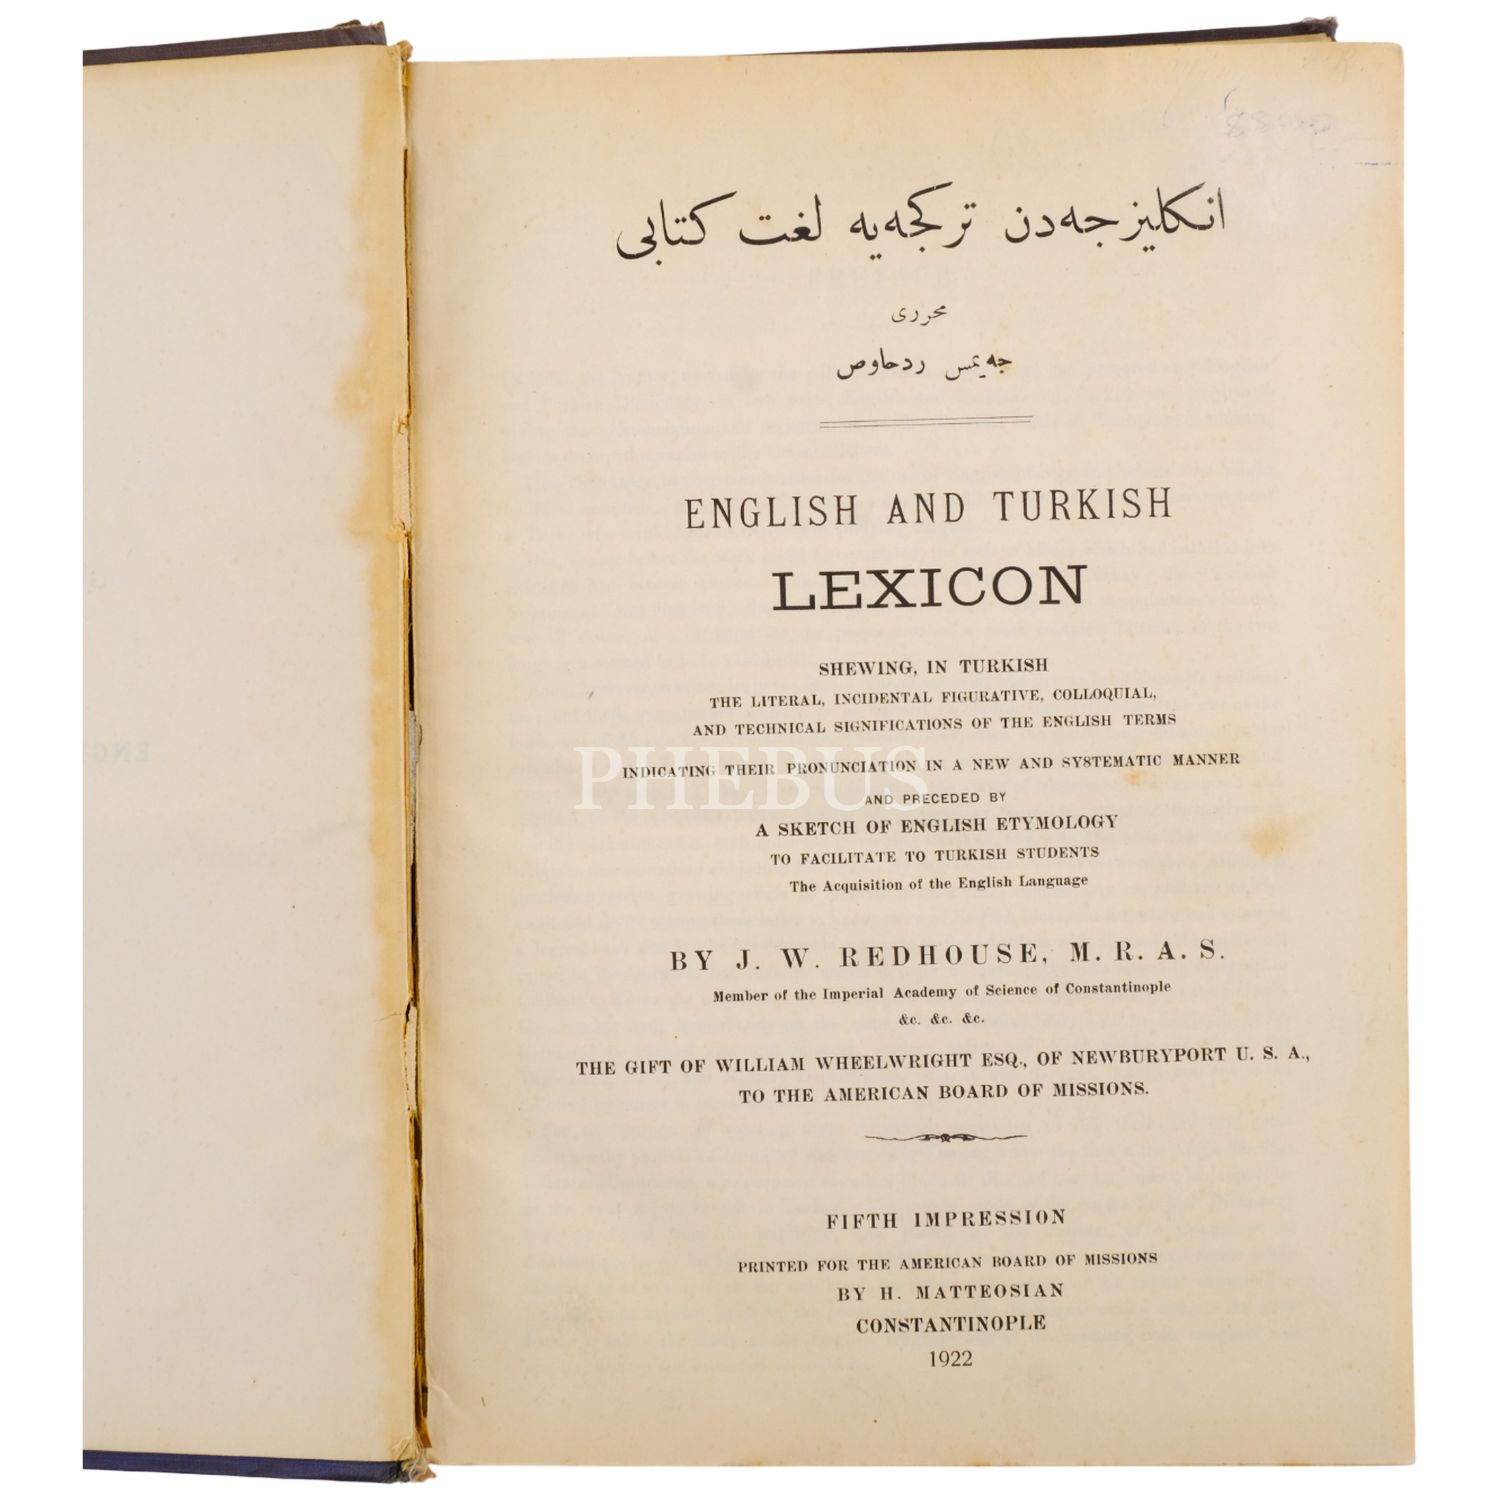 انكليزجه‌دن تركجه‌يه لغت كتابى
محررى
جه‌يمس ردحاوص
ENGLISH AND TURKISH
LEXICON
SHEWING, IN TURKISH
THE LITERAL, INCIDENTAL FIGURATIVE, COLLOQUIAL,
AND TECHNICAL SIGNIFICATIONS OF THE ENGLISH TERMS
INDICATING THEIR PRONUNCIATION IN A NEW AND SYSTEMATIC MANNER
PHEBUS
AND PRECEDED BY
A SKETCH OF ENGLISH ETYMOLOGY
TO FACILITATE TO TURKISH STUDENTS
The Acquisition of the English Language
BY J. W. REDHOUSE, M. R. A. S.
Member of the Imperial Academy of Science of Constantinople
&c. &c. &c.
THE GIFT OF WILLIAM WHEELWRIGHT ESQ., OF NEWBURYPORT U. S. A.,
TO THE AMERICAN BOARD OF MISSIONS.
FIFTH IMPRESSION
PRINTED FOR THE AMERICAN BOARD OF MISSIONS
BY H. MATTEOSIAN
CONSTANTINOPLE
1922